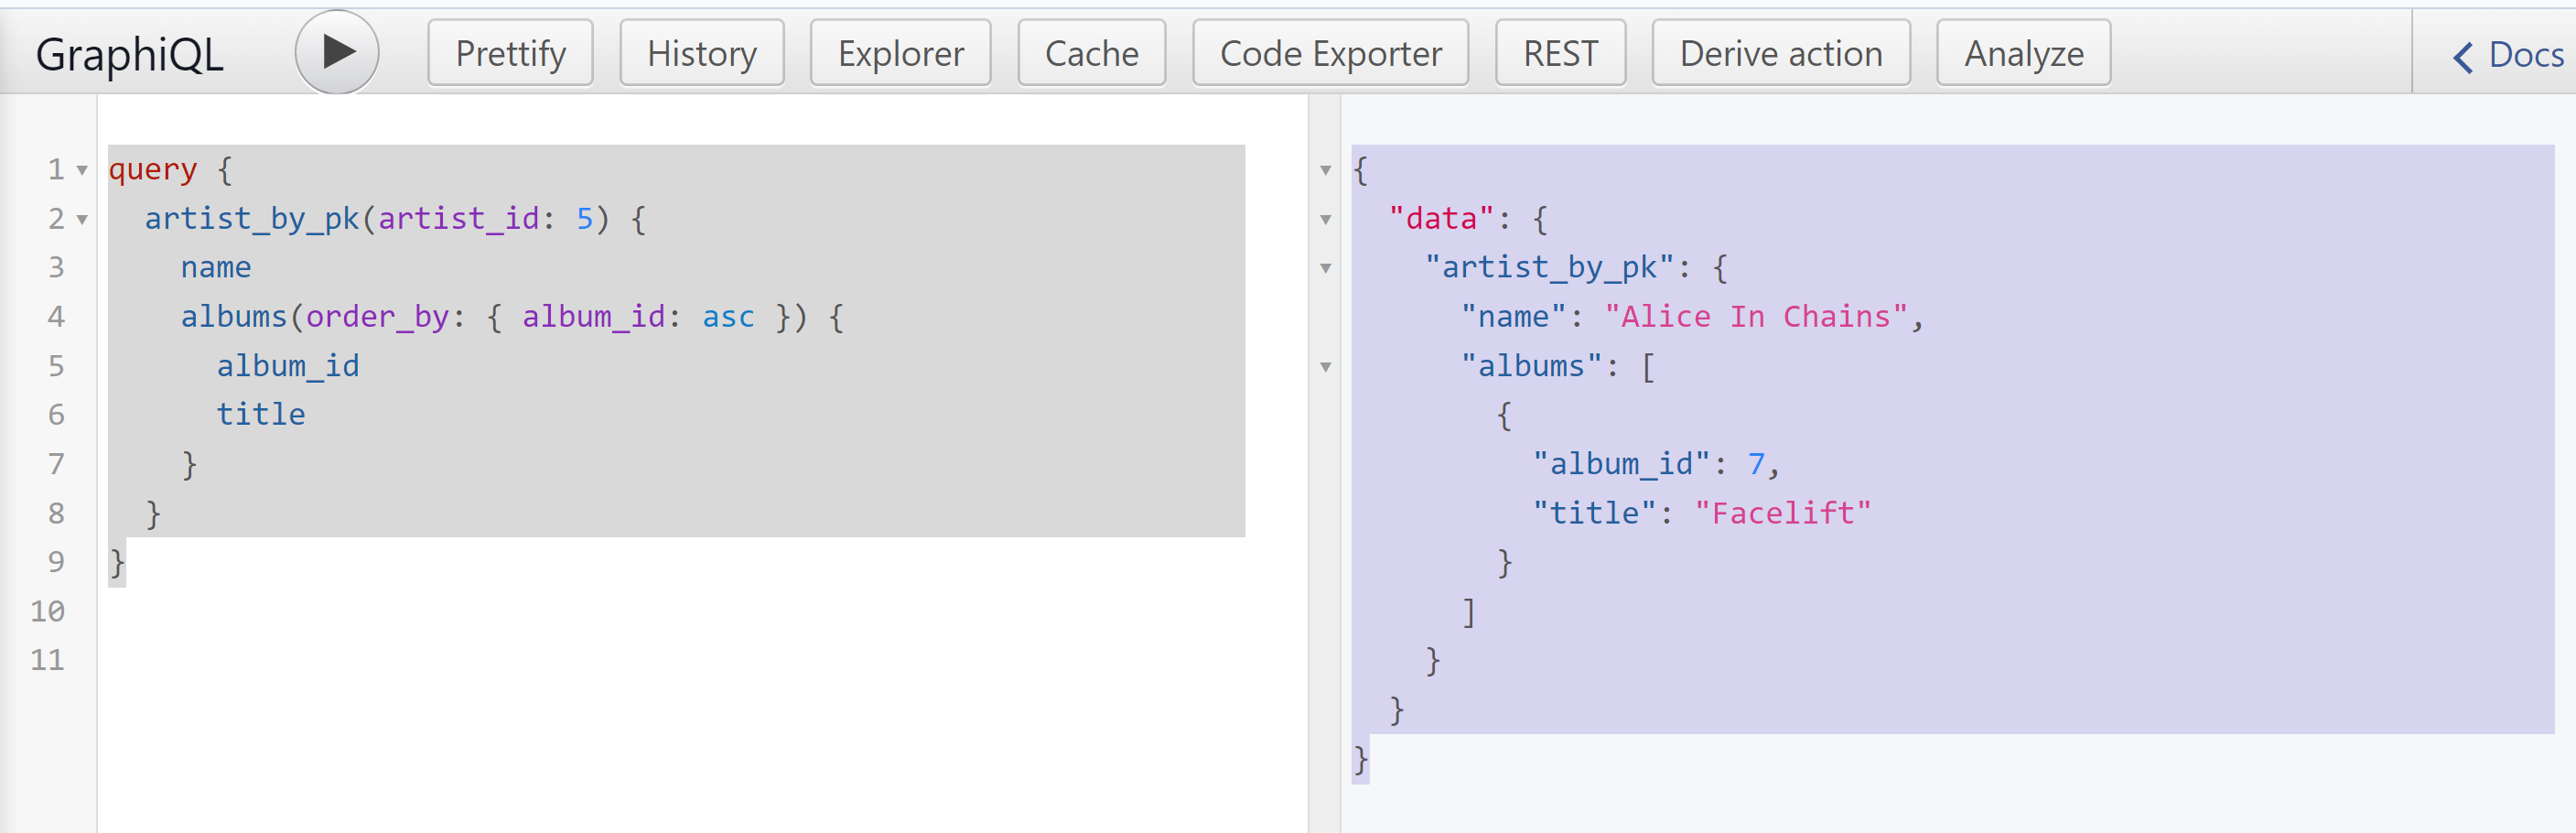 GraphiQL Prettify History Explorer Cache Code Exporter REST Derive action Analyze Docs
1 query {
2 artist_by_pk(artist_id: 5) {
3 name
4 albums(order_by: { album_id: asc }) {
5 album_id
6 title
7 }
8 }
9 }
10
11
{
"data": {
"artist_by_pk": {
"name": "Alice In Chains",
"albums": [
{
"album_id": 7,
"title": "Facelift"
}
]
}
}
}